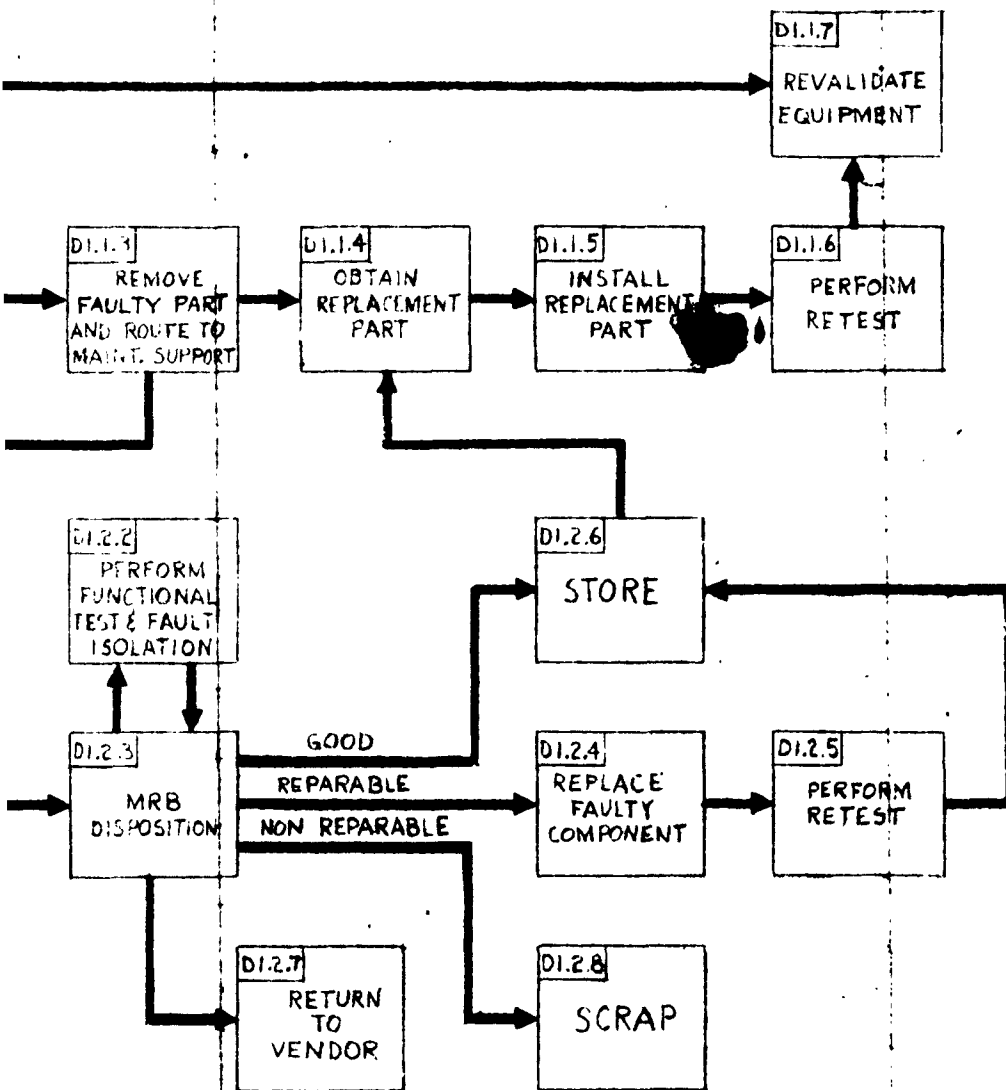 D1.1.7
REVALIDATE
EQUIPMENT
D1.1.3
REMOVE
FAULTY PART
AND ROUTE TO
MAINT. SUPPORT
D1.1.4
OBTAIN
REPLACEMENT
PART
D1.1.5
INSTALL
REPLACEMENT
PART
D1.1.6
PERFORM
RETEST
D1.2.2
PERFORM
FUNCTIONAL
TEST & FAULT
ISOLATION
D1.2.6
STORE
D1.2.3
MRB
DISPOSITION
GOOD
REPARABLE
NON REPARABLE
D1.2.4
REPLACE
FAULTY
COMPONENT
D1.2.5
PERFORM
RETEST
D1.2.7
RETURN
TO
VENDOR
D1.2.8
SCRAP